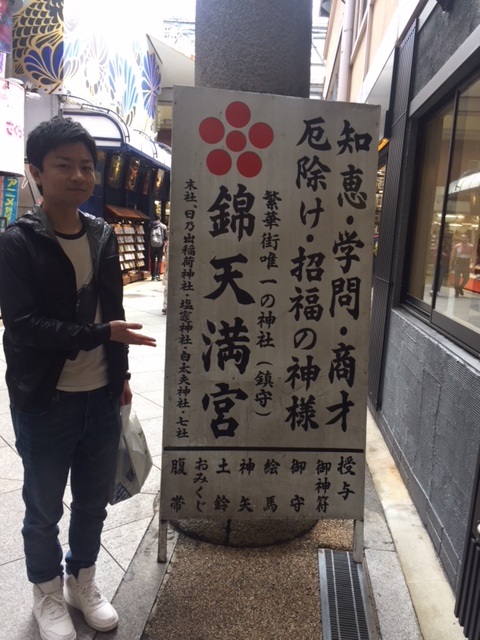 知恵・学問・商才
厄除け・招福の神様
繁華街唯一の神社（鎮守）
錦天満宮
末社、日乃出稲荷神社・塩竈神社・白太夫神社・七社
授与
御神符
御守
絵馬
神矢
土鈴
おみくじ
腹帯